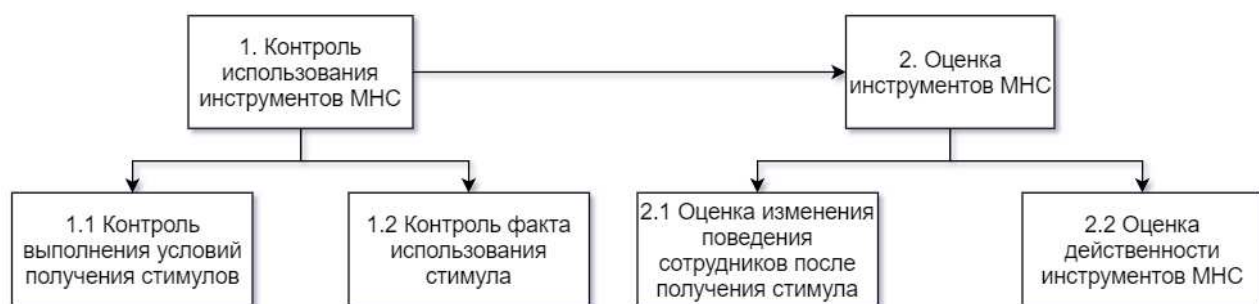 1. Контроль
использования
инструментов МНС
2. Оценка
инструментов МНС
1.1 Контроль
выполнения условий
получения стимулов
1.2 Контроль факта
использования
стимула
2.1 Оценка изменения
поведения
сотрудников после
получения стимула
2.2 Оценка
действенности
инструментов МНС